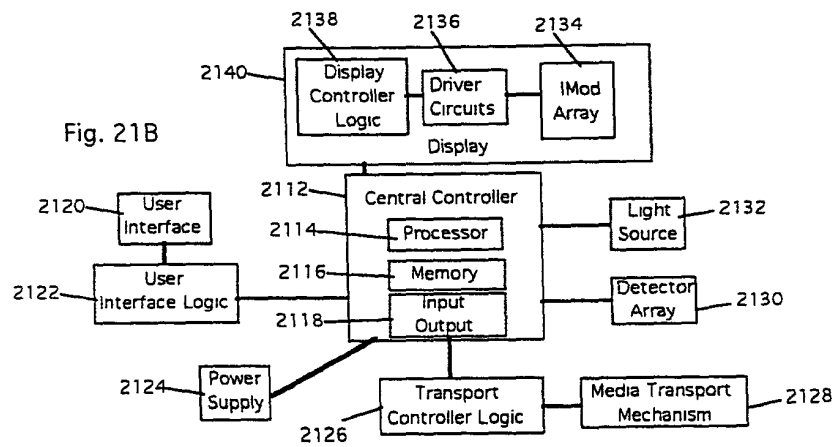 2138
2136
2134
2140
Display
Controller
Logic
Driver
Circuits
IMod
Array
Display
Fig. 21B
2112
Central Controller
2120
User
Interface
2114
Processor
Light
Source
2132
2116
Memory
2122
User
Interface Logic
2118
Input
Output
Detector
Array
2130
2124
Power
Supply
Transport
Controller Logic
2126
Media Transport
Mechanism
2128